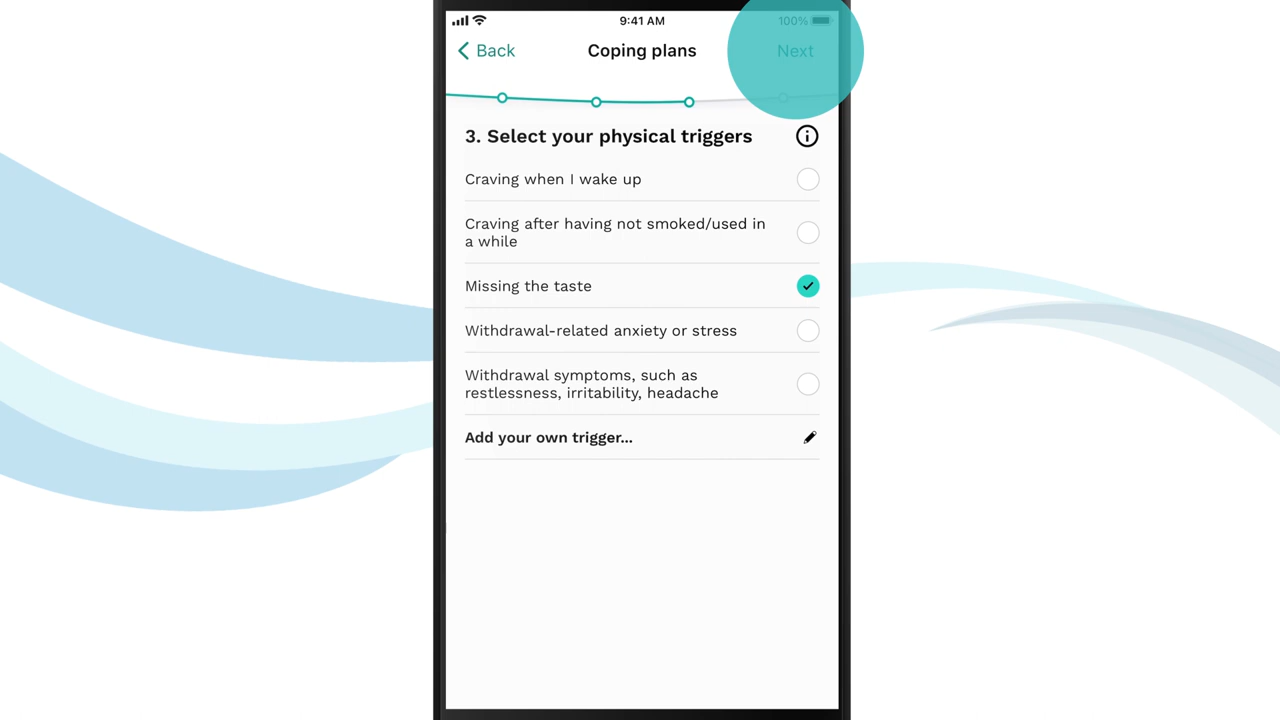 9:41 AM
100%
Back
Coping plans
Next
3. Select your physical triggers
Craving when I wake up
Craving after having not smoked/used in
a while
Missing the taste
Withdrawal-related anxiety or stress
Withdrawal symptoms, such as
restlessness, irritability, headache
Add your own trigger...